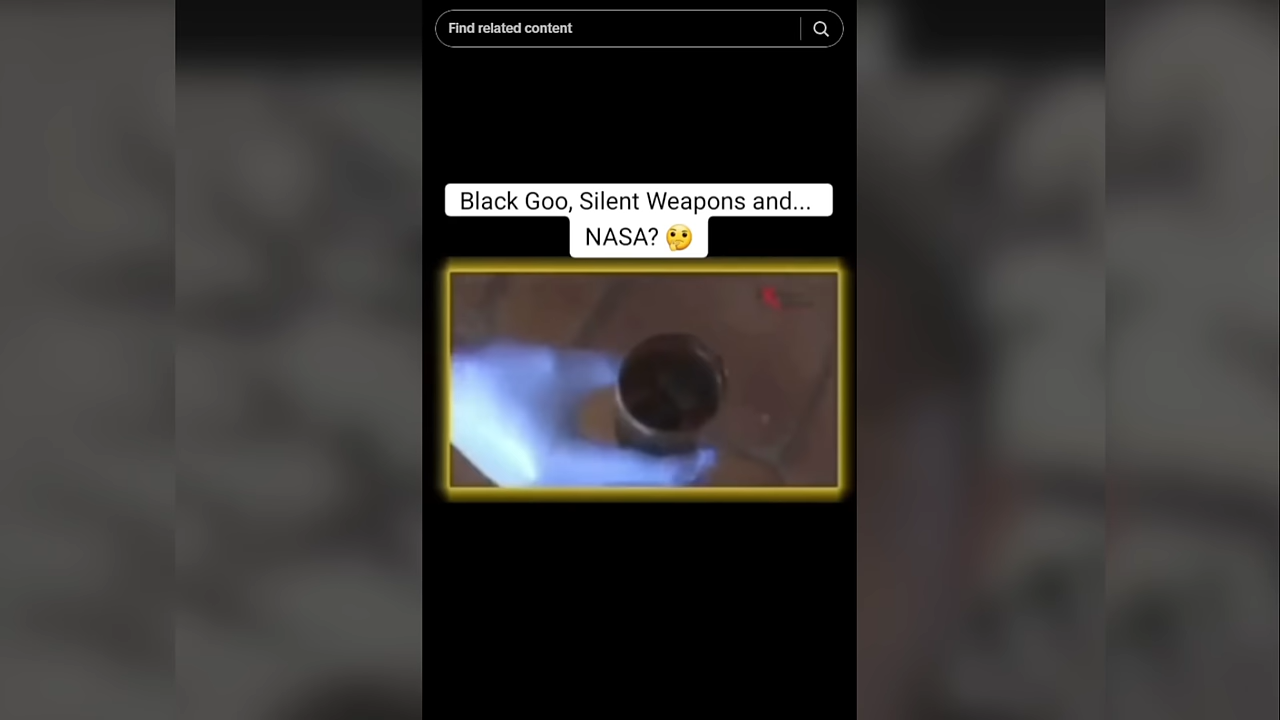 Find related content
Black Goo, Silent Weapons and...
NASA? 🤔